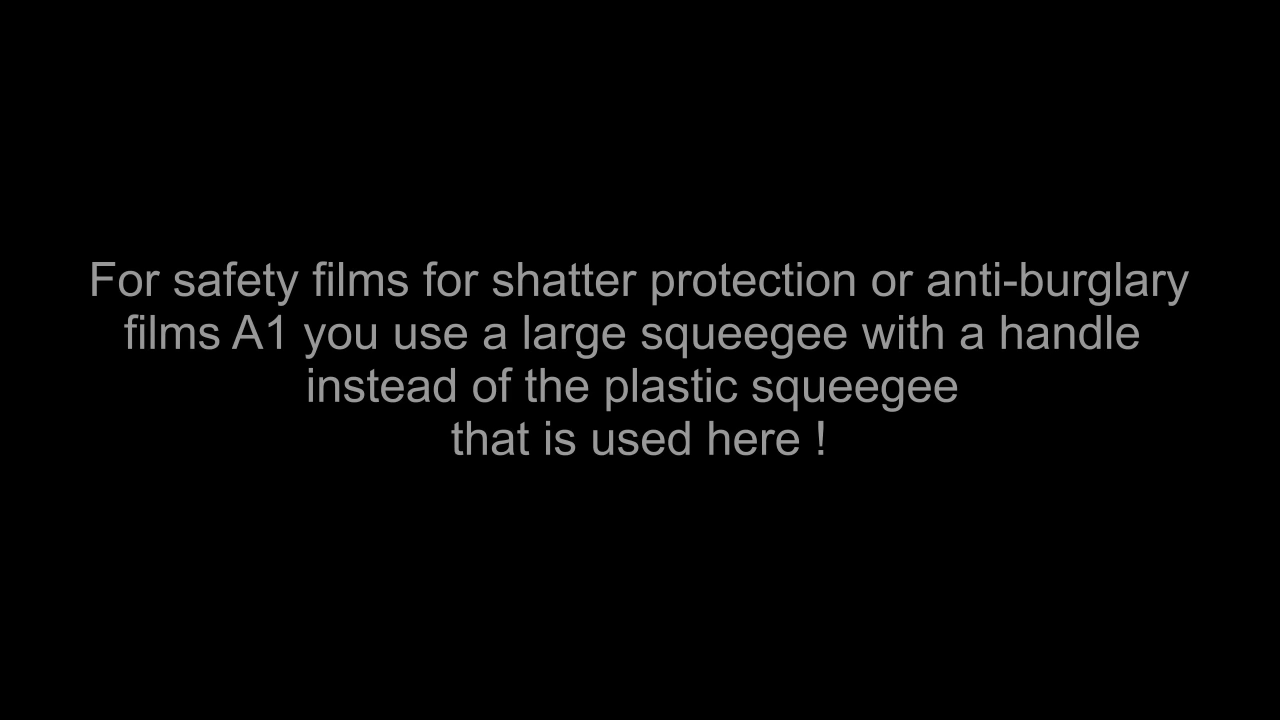 For safety films for shatter protection or anti-burglary
films A1 you use a large squeegee with a handle
instead of the plastic squeegee
that is used here !